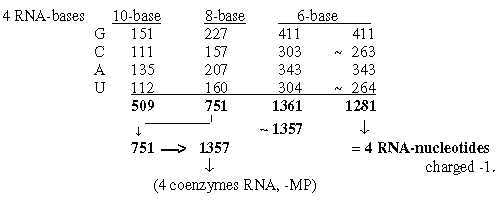 4 RNA-bases 10-base 8-base 6-base
G 151 227 411 411
C 111 157 303 ~ 263
A 135 207 343 343
U 112 160 304 ~ 264
509 751 1361 1281
~ 1357
751 —> 1357 = 4 RNA-nucleotides
charged -1.
(4 coenzymes RNA, -MP)